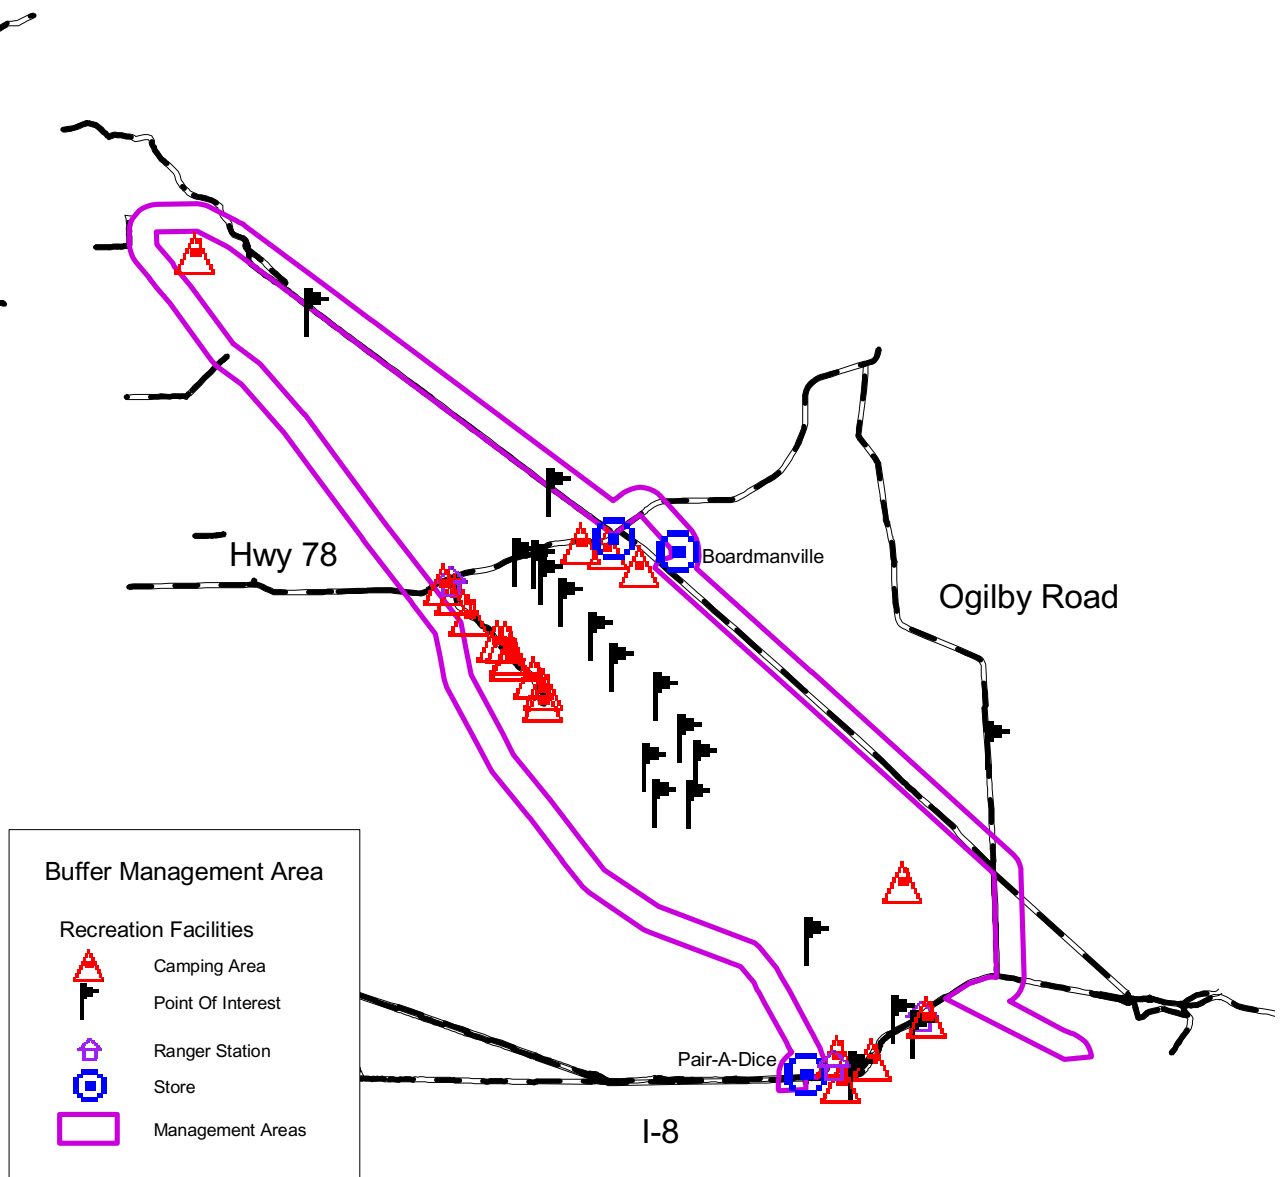 Hwy 78
Boardmanville
Ogilby Road
Buffer Management Area
Recreation Facilities
Camping Area
Point Of Interest
Ranger Station
Store
Management Areas
Pair-A-Dice
I-8